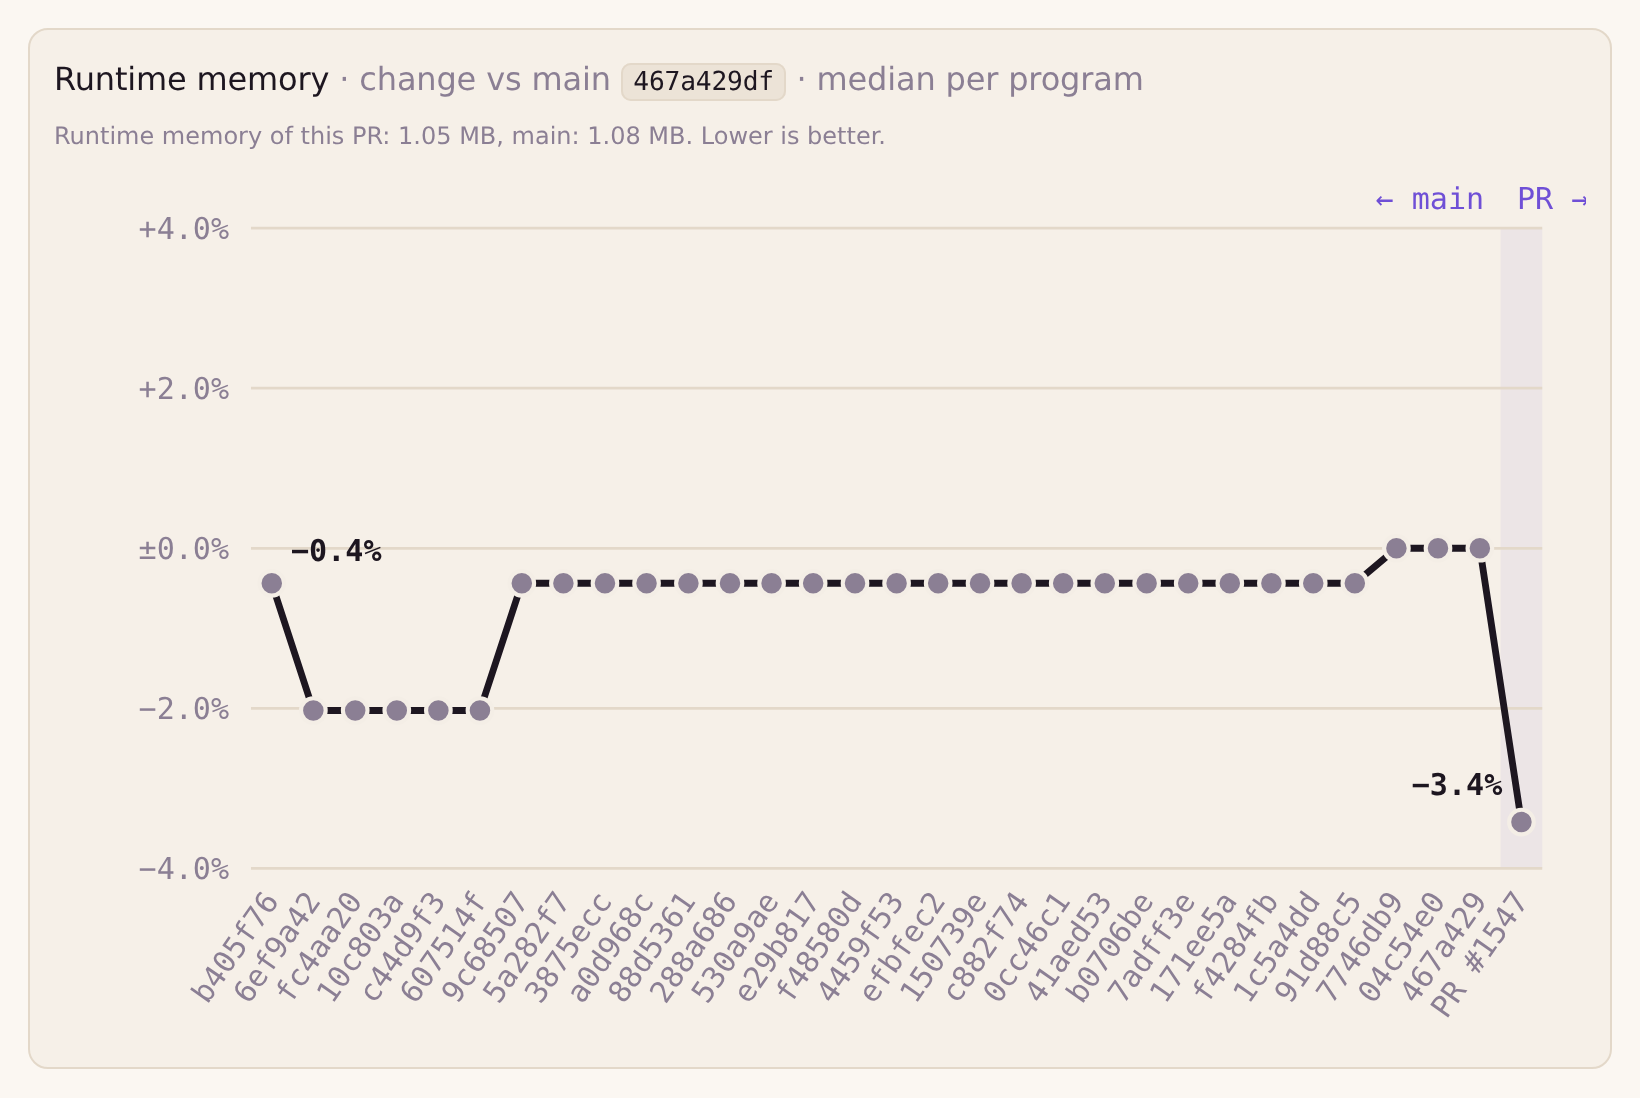 Runtime memory · change vs main 467a429df · median per program
Runtime memory of this PR: 1.05 MB, main: 1.08 MB. Lower is better.
← main PR →
+4.0%
+2.0%
±0.0%
−0.4%
−2.0%
−3.4%
−4.0%
b405f76
6ef9a42
fc4aa20
10c803a
c44d9f3
607514f
9c68507
5a282f7
3875ecc
a0d968c
88d5361
288a686
530a9ae
e29b817
f48580d
4459f53
efbfec2
150739e
c882f74
0cc46c1
41aed53
b0706be
7adff3e
171ee5a
f4284fb
1c5a4dd
91d88c5
7746db9
04c54e0
467a429
PR #1547